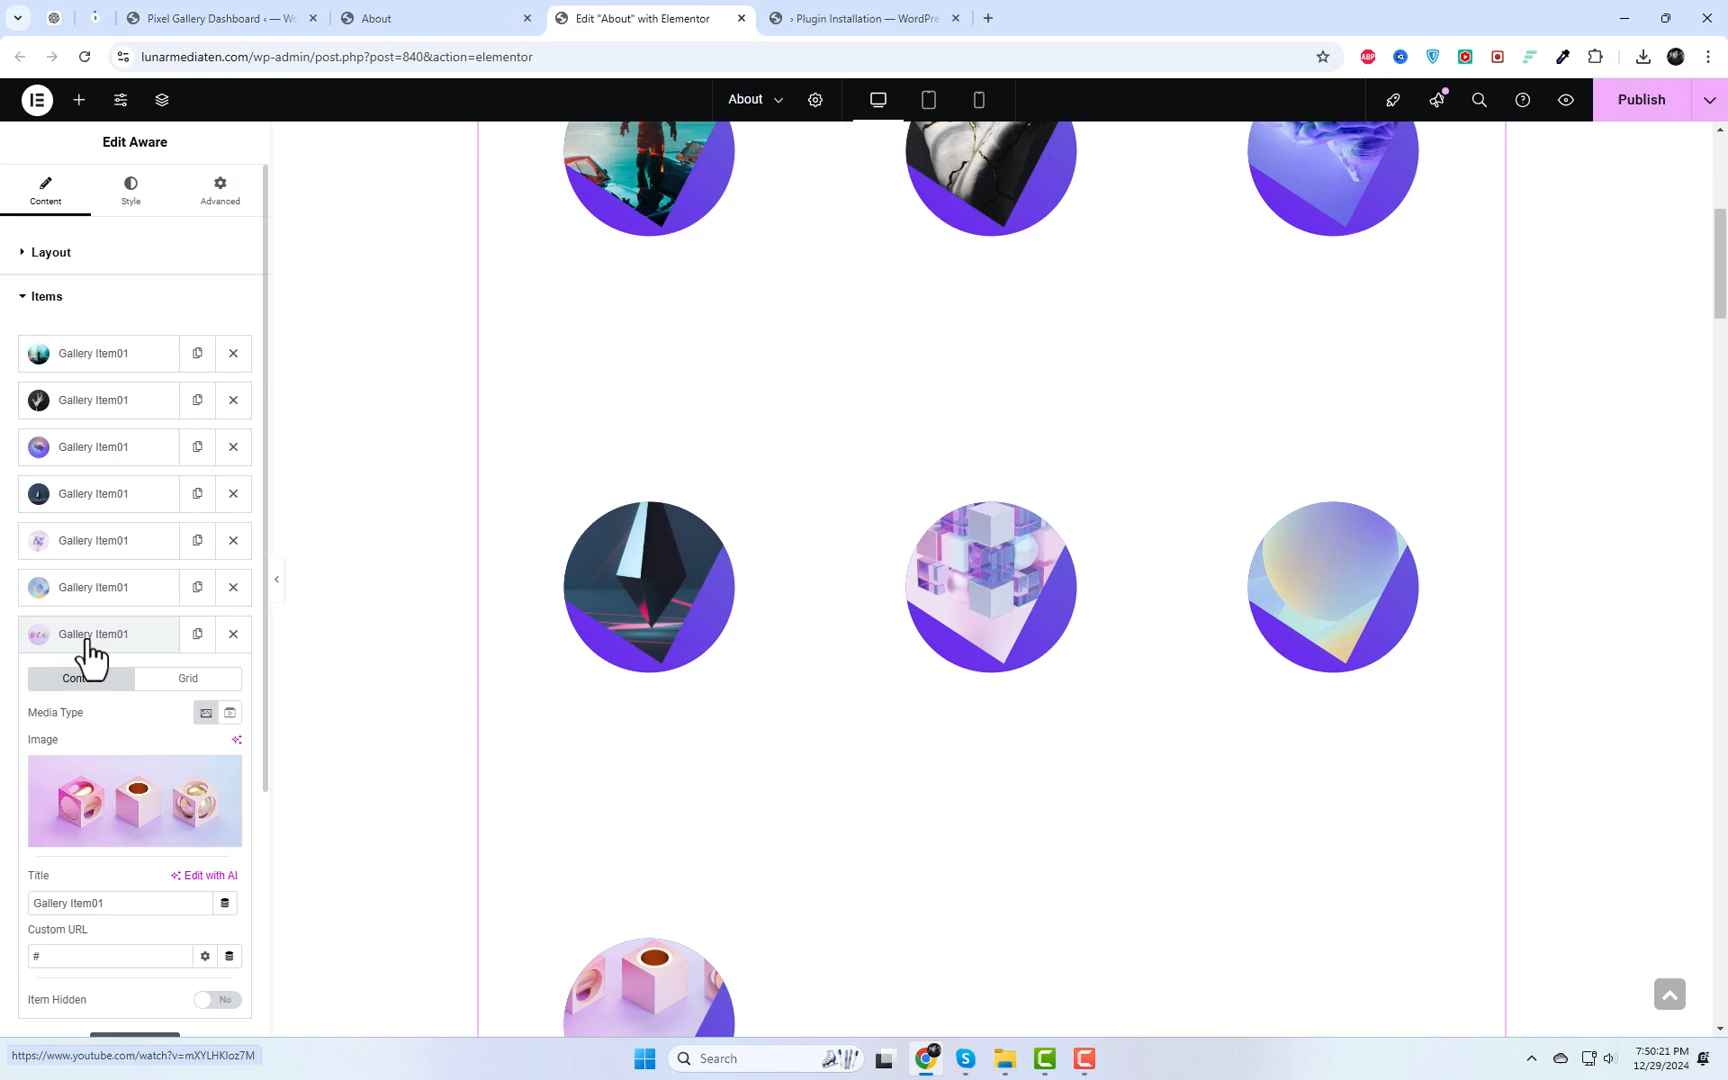 Pixel Gallery Dashboard ‹ — Wo
About
Edit "About" with Elementor
› Plugin Installation — WordPre
lunarmediaten.com/wp-admin/post.php?post=840&action=elementor
ABP
About
Publish
Edit Aware
Content
Style
Advanced
Layout
Items
Gallery Item01
Gallery Item01
Gallery Item01
Gallery Item01
Gallery Item01
Gallery Item01
Gallery Item01
Grid
Media Type
Image
Title
Edit with AI
Gallery Item01
Custom URL
#
Item Hidden
No
https://www.youtube.com/watch?v=mXYLHKIoz7M
Search
7:50:21 PM
12/29/2024